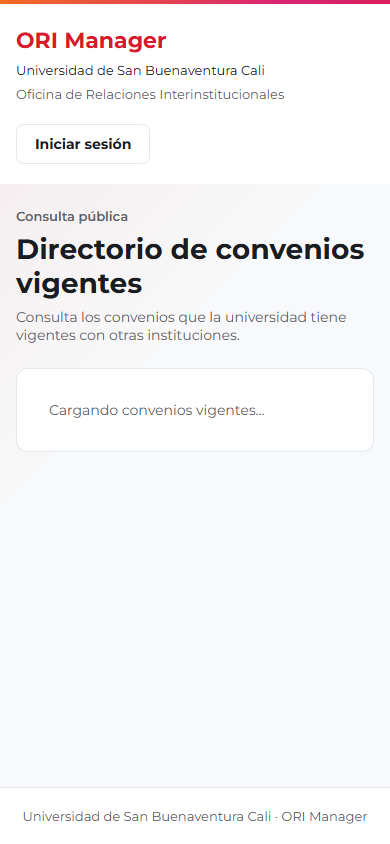 ORI Manager
Universidad de San Buenaventura Cali
Oficina de Relaciones Interinstitucionales
Iniciar sesión
Consulta pública
Directorio de convenios
vigentes
Consulta los convenios que la universidad tiene
vigentes con otras instituciones.
Cargando convenios vigentes...
Universidad de San Buenaventura Cali · ORI Manager